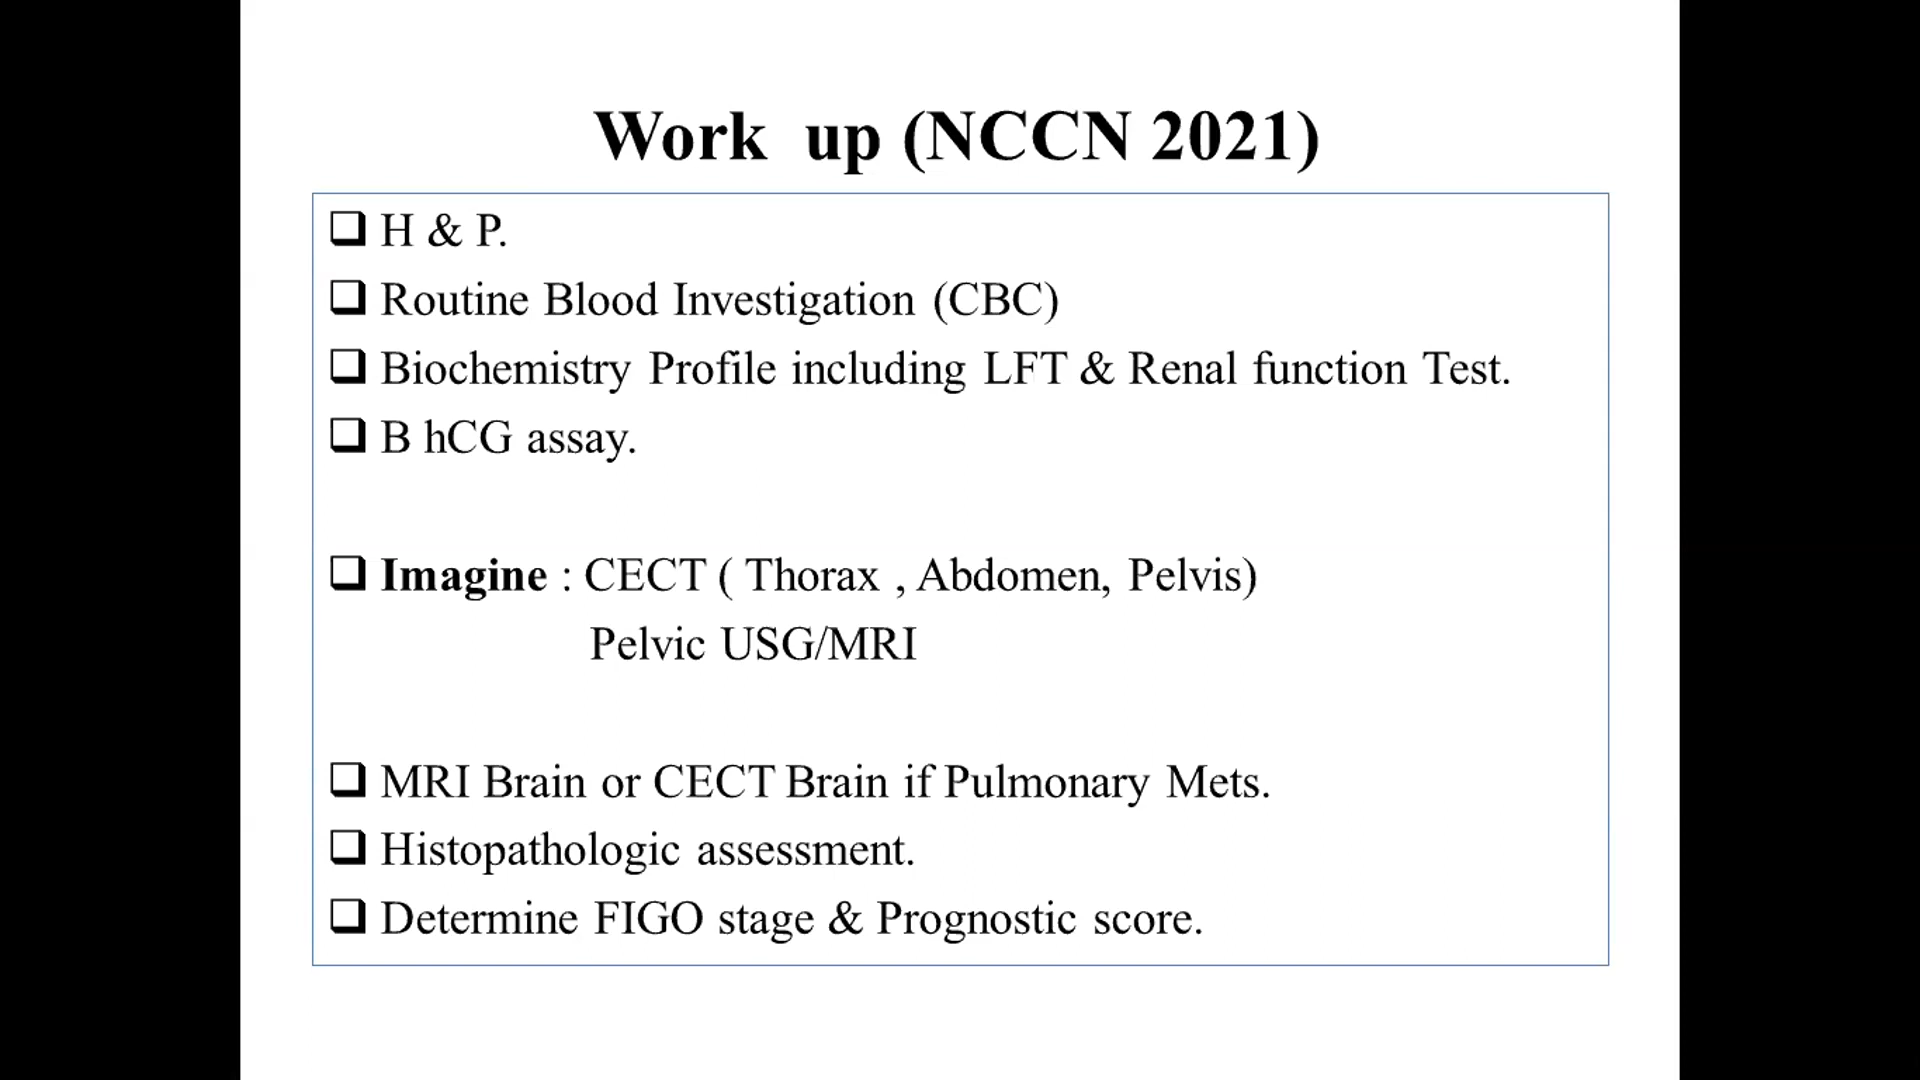 Work up (NCCN 2021)
H & P.
Routine Blood Investigation (CBC)
Biochemistry Profile including LFT & Renal function Test.
B hCG assay.
Imagine : CECT ( Thorax , Abdomen, Pelvis)
Pelvic USG/MRI
MRI Brain or CECT Brain if Pulmonary Mets.
Histopathologic assessment.
Determine FIGO stage & Prognostic score.